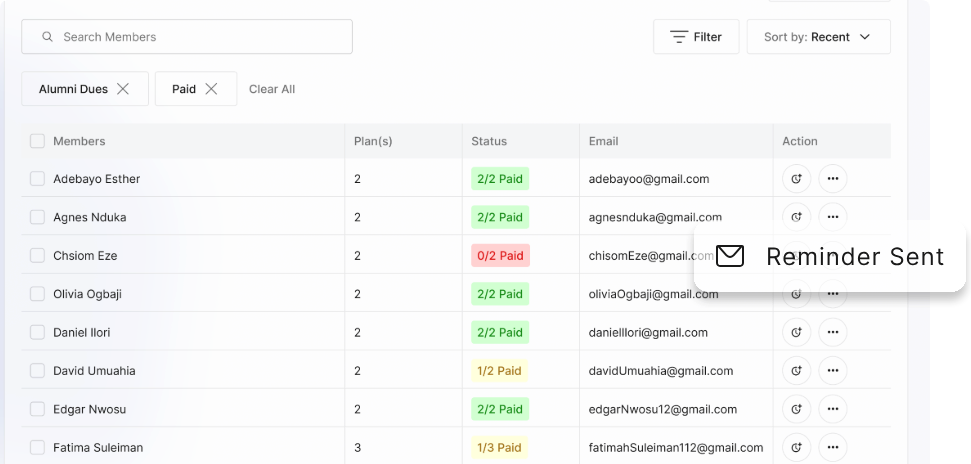 Search Members
Filter
Sort by: Recent
Alumni Dues
Paid
Clear All
Members Plan(s) Status Email Action
Adebayo Esther 2 2/2 Paid adebayoo@gmail.com
Agnes Nduka 2 2/2 Paid agnesnduka@gmail.com
Chsiom Eze 2 0/2 Paid chisomEze@gmail.com
Reminder Sent
Olivia Ogbaji 2 2/2 Paid oliviaOgbaji@gmail.com
Daniel Ilori 2 2/2 Paid danielIlori@gmail.com
David Umuahia 2 1/2 Paid davidUmuahia@gmail.com
Edgar Nwosu 2 2/2 Paid edgarNwosu12@gmail.com
Fatima Suleiman 3 1/3 Paid fatimahSuleiman112@gmail.com